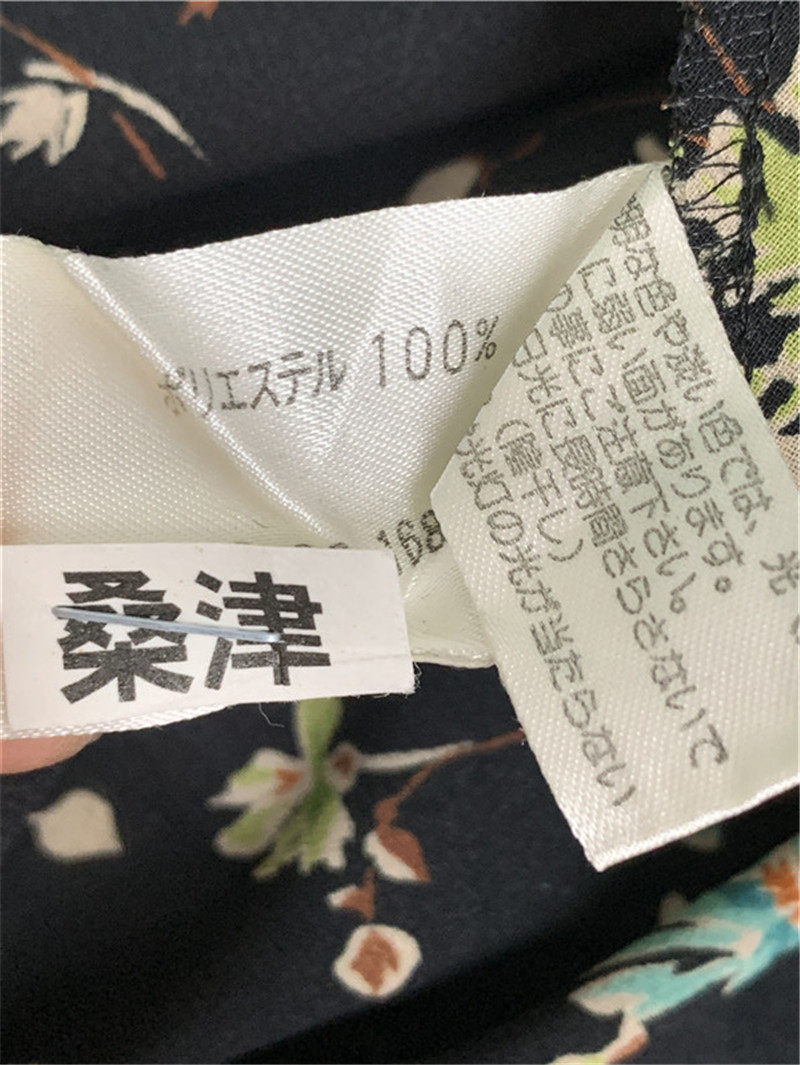 ポリエステル 100%
168
桑津
明な色や濃い色では、光
に弱い面があります。
の事にご注意下さい。
日光に長時間さらさないで
(陰干し)
光灯の光が当たらない